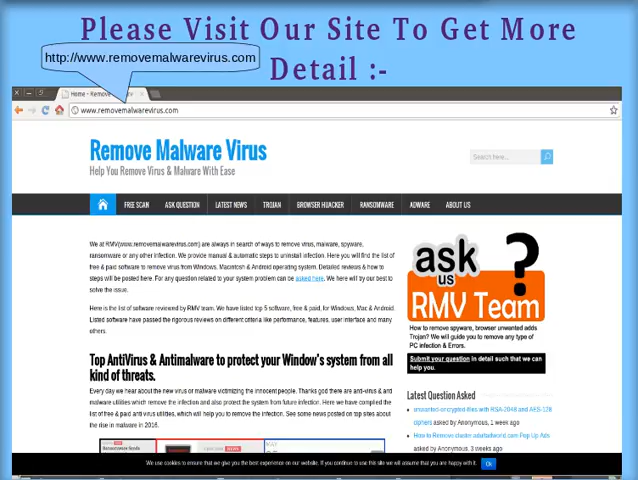 Please Visit Our Site To Get More
Detail :-
http://www.removemalwarevirus.com
Home - Remove
www.removemalwarevirus.com
Remove Malware Virus
Help You Remove Virus & Malware With Ease
Search here...
FREE SCAN ASK QUESTION LATEST NEWS TROJAN BROWSER HIJACKER RANSOMWARE ADWARE ABOUT US
We at RMV(www.removemalwarevirus.com) are always in search of ways to remove virus, malware, spyware,
ransomware or any other infection. We provide manual & automatic steps to uninstall infection. Here you will find the list of
free & paid software to remove virus from Windows, Macintosh & Android operating system. Detailed reviews & how to
steps will be posted here. For any question related to your system problem can be asked here. We here will try our best to
solve the issue.
Here is the list of software reviewed by RMV team. We have listed top 5 software, free & paid, for Windows, Mac & Android.
Listed software have passed the rigorous reviews on different criteria like performance, features, user interface and many
others.
Top AntiVirus & Antimalware to protect your Window's system from all
kind of threats.
Every day we hear about the new virus or malware victimizing the innocent people. Thanks god there are anti-virus & anti
malware utilities which remove the infection and also protect the system from future infection. Here we have complied the
list of free & paid anti virus utilities, which will help you to remove the infection. See some news posted on top sites about
the rise in malware in 2016.
ask
us
?
RMV Team
How to remove spyware, browser unwanted adds
Trojan? We will guide you to remove any type of
PC infection & Errors.
Submit your question in detail such that we can
help you.
Latest Question Asked
unwanted-orcrypted-files with RSA-2048 and AES-128
ciphers asked by Anonymous, 1 week ago
How to Remove cluster.adultadworld.com Pop Up Ads
asked by Anonymous, 3 weeks ago
We use cookies to ensure that we give you the best experience on our website. If you continue to use this site we will assume that you are happy with it.
Ok